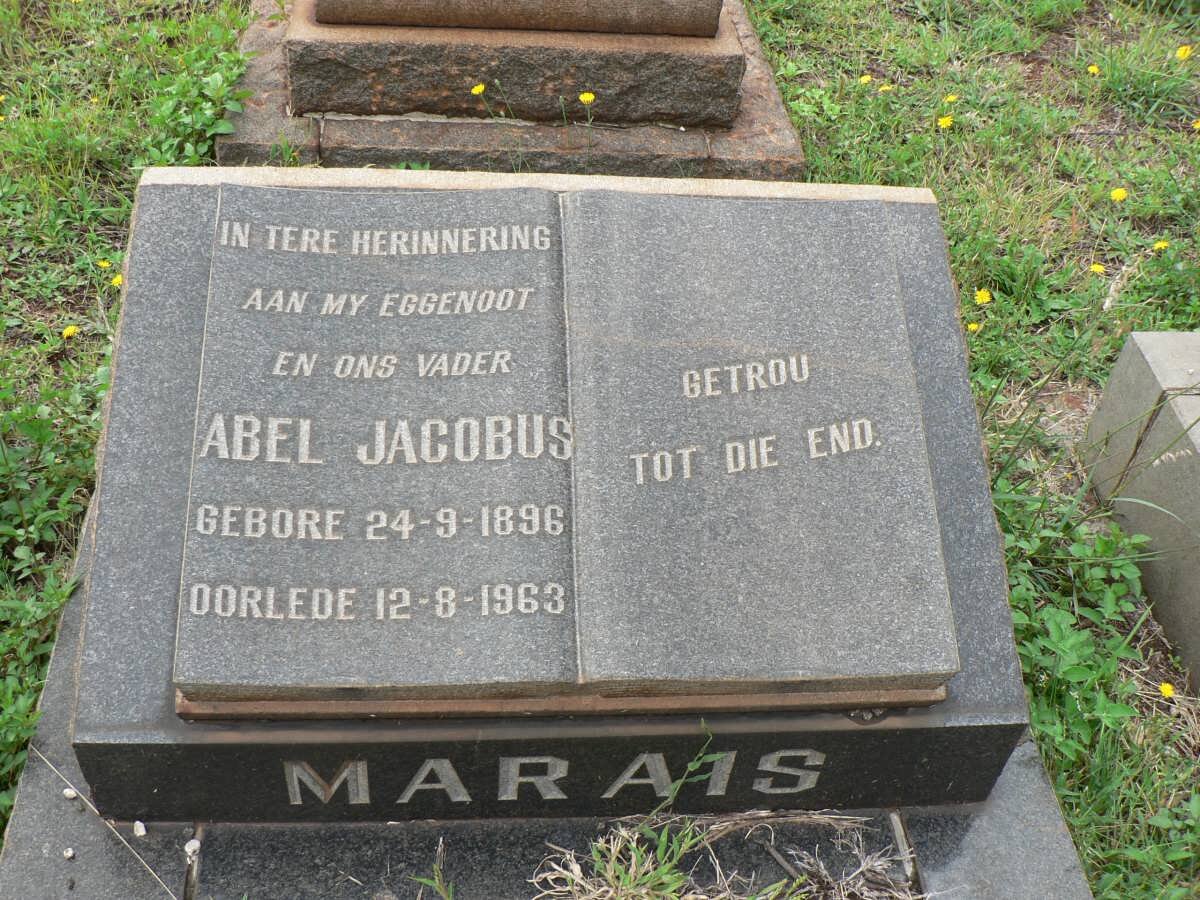 IN TERE HERINNERING
AAN MY EGGENOOT
EN ONS VADER
ABEL JACOBUS
GEBORE 24-9-1896
OORLEDE 12-8-1963
GETROU
TOT DIE END.
MARAIS